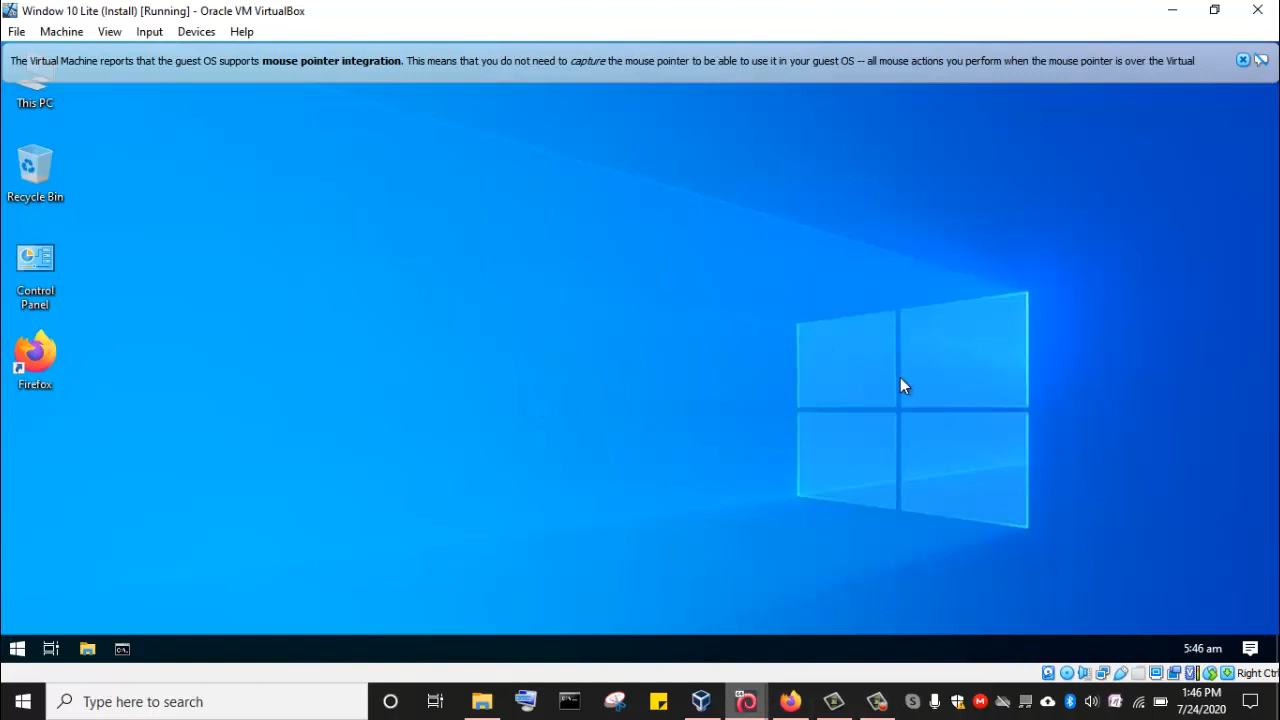 Window 10 Lite (Install) [Running] - Oracle VM VirtualBox
File Machine View Input Devices Help
The Virtual Machine reports that the guest OS supports mouse pointer integration. This means that you do not need to capture the mouse pointer to be able to use it in your guest OS -- all mouse actions you perform when the mouse pointer is over the Virtual
This PC
Recycle Bin
Control
Panel
Firefox
5:46 am
Right Ctrl
Type here to search
1:46 PM
7/24/2020